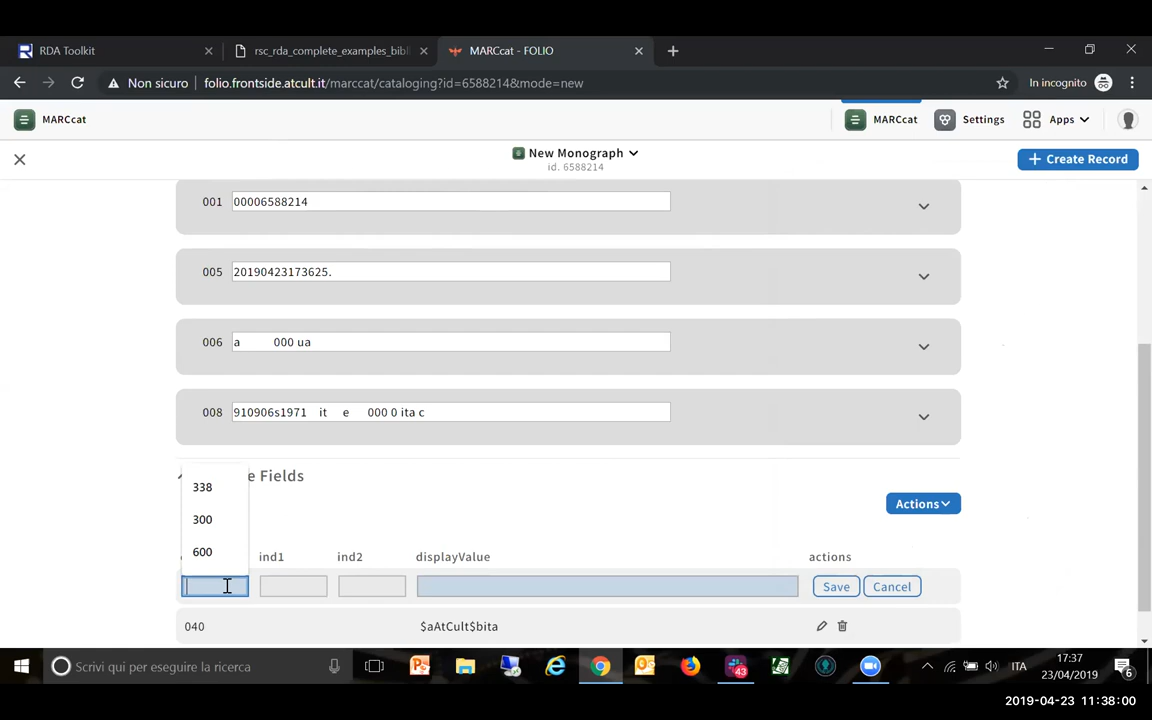 RDA Toolkit
rsc_rda_complete_examples_bibl
MARCcat - FOLIO
Non sicuro
folio.frontside.atcult.it/marccat/cataloging?id=6588214&mode=new
In incognito
MARCcat
MARCcat
Settings
Apps
New Monograph
id. 6588214
+ Create Record
001 00006588214
005 20190423173625.
006 a 000 ua
008 910906s1971 it e 000 0 ita c
e Fields
338
300
600
Actions
ind1 ind2 displayValue actions
Save Cancel
040 $aAtCult$bita
Scrivi qui per eseguire la ricerca
43
ITA
17:37
23/04/2019
6
2019-04-23 11:38:00